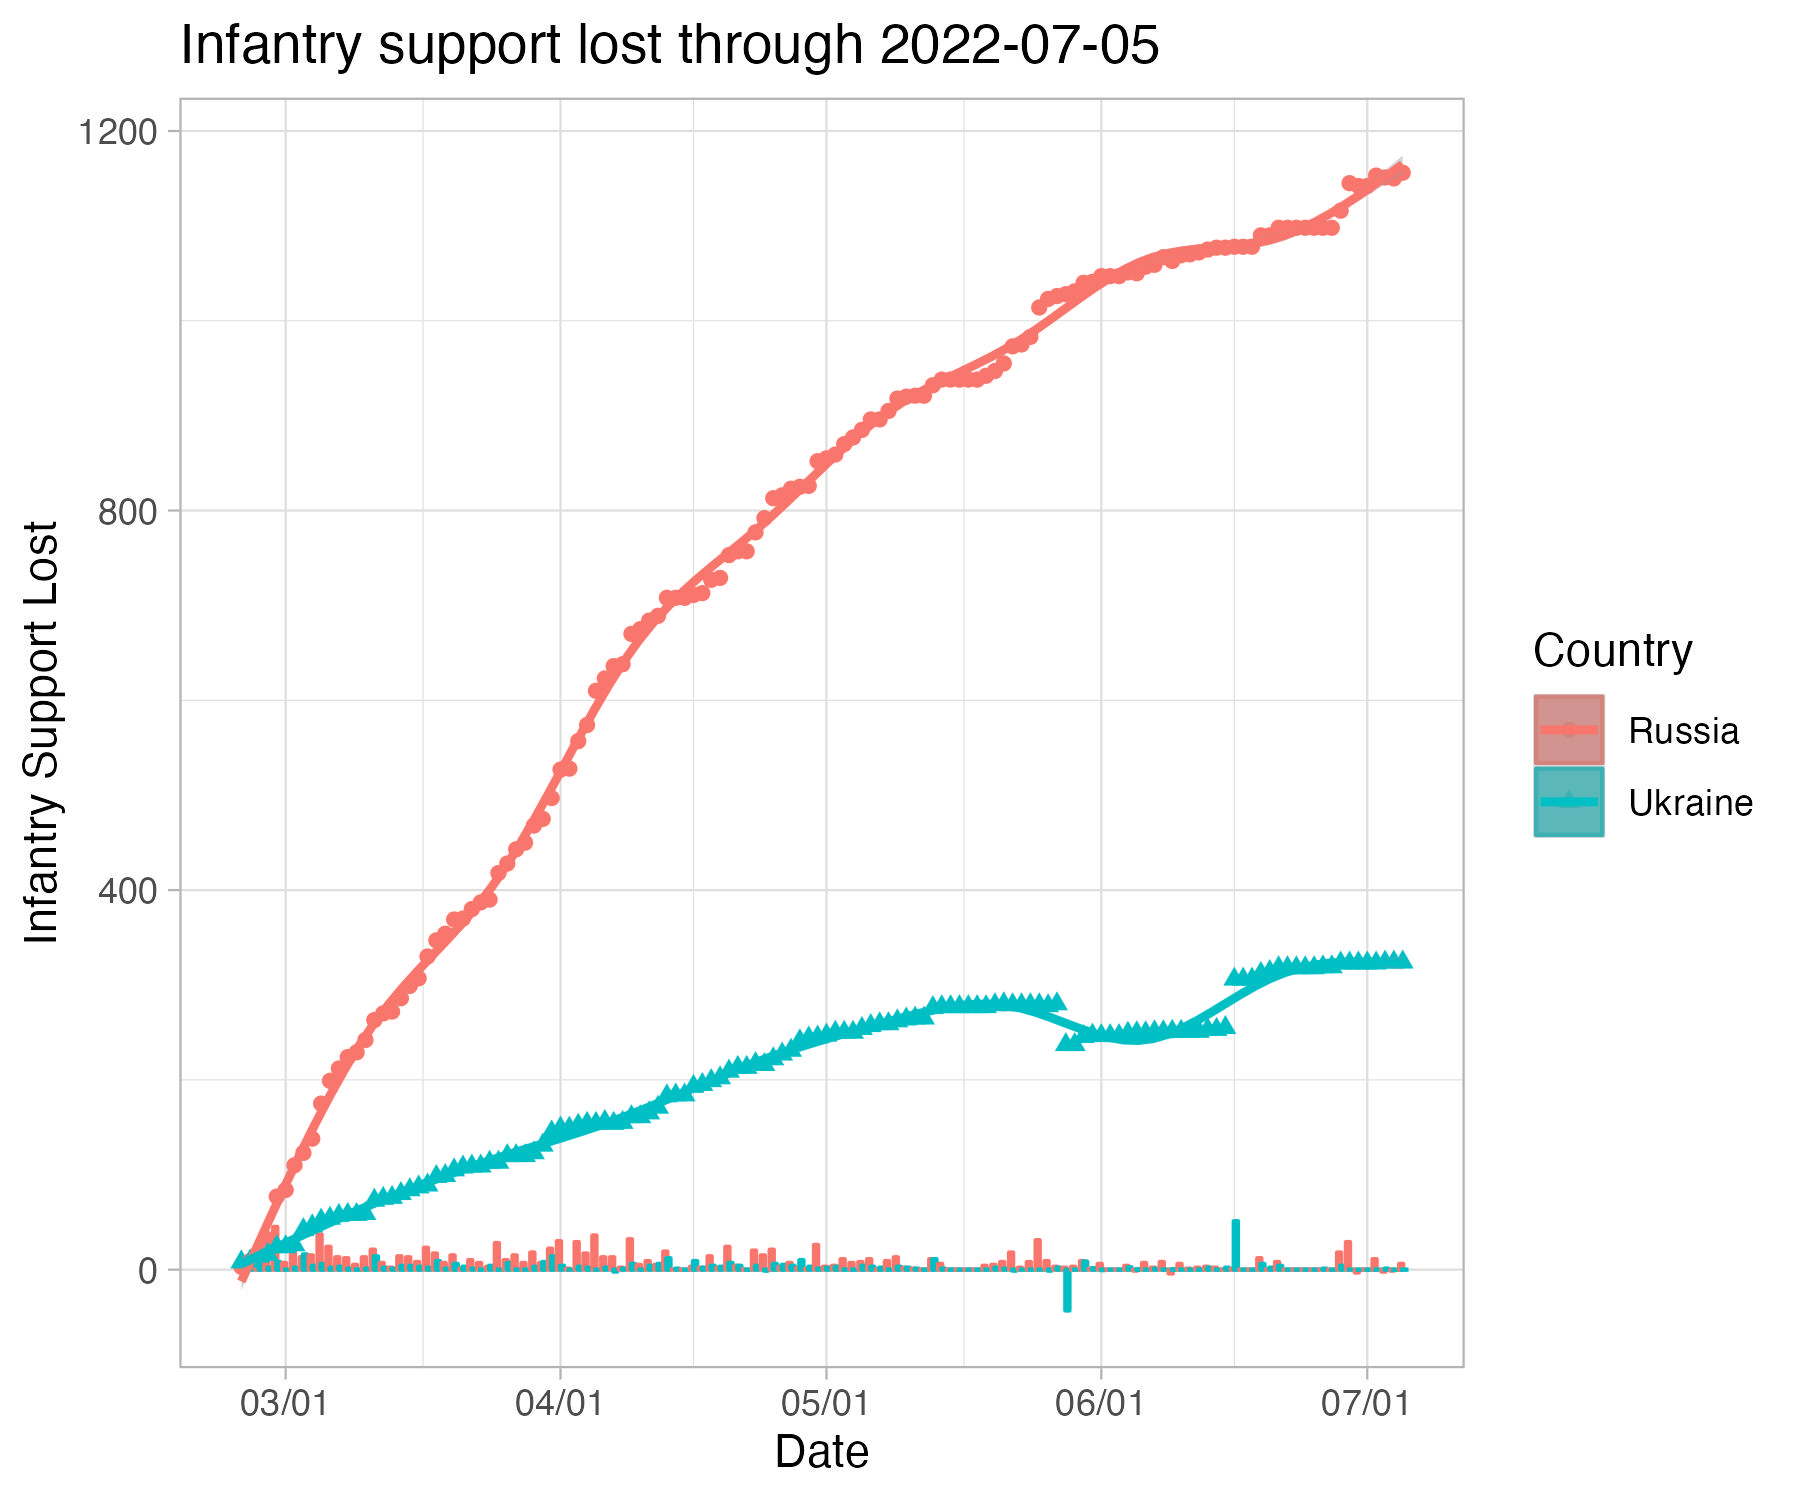 Infantry support lost through 2022-07-05
1200
800
400
0
Infantry Support Lost
03/01
04/01
05/01
06/01
07/01
Date
Country
Russia
Ukraine